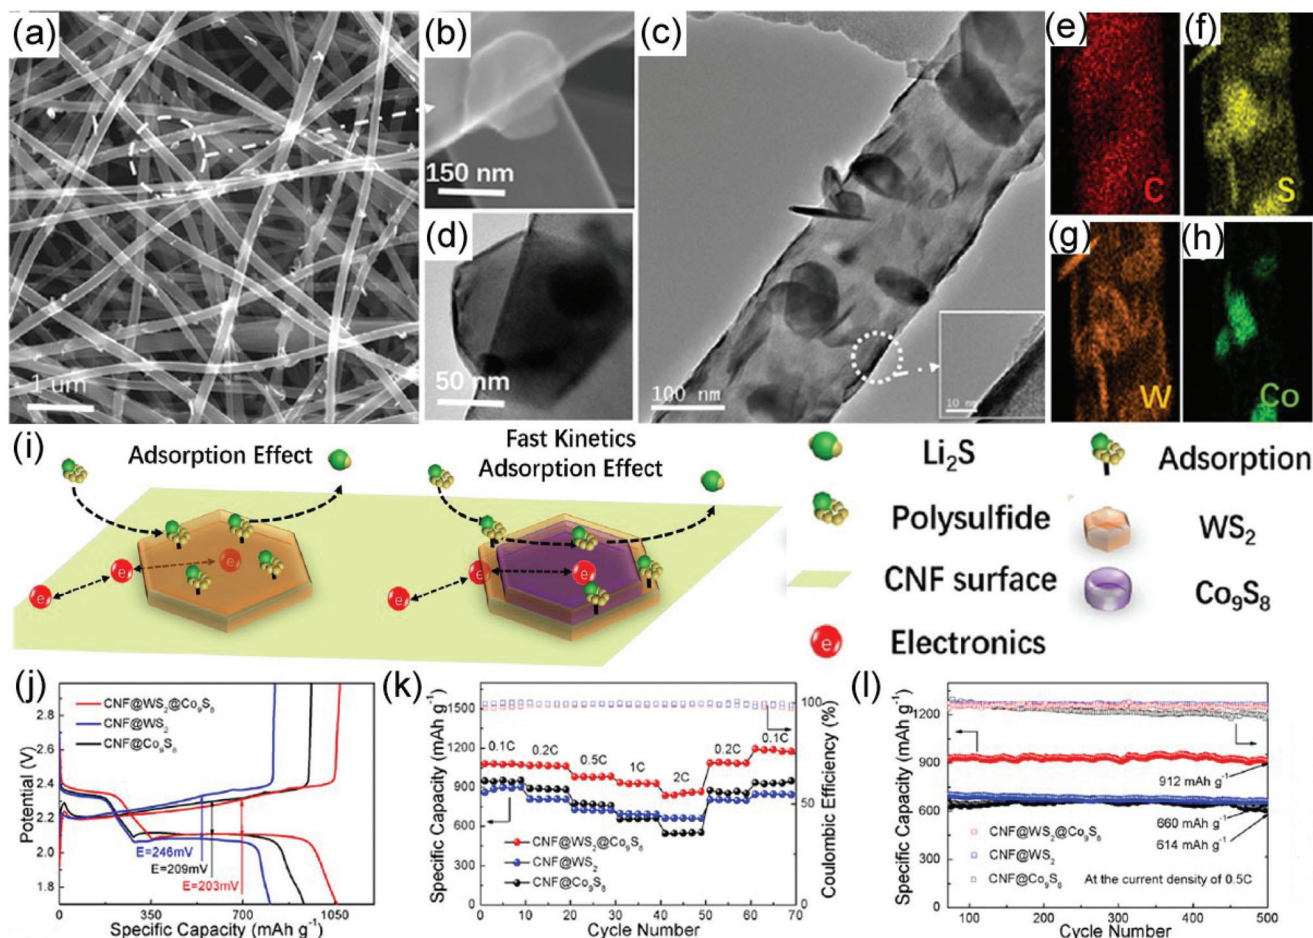 (a)
1 um
(b)
150 nm
(c)
100 nm
10 nm
(d)
50 nm
(e)
C
(f)
S
(g)
W
(h)
Co
(i)
Adsorption Effect
Fast Kinetics
Adsorption Effect
e
e
e
e
e
e
Li₂S
Adsorption
Polysulfide
WS₂
CNF surface
Co₉S₈
e
Electronics
(j)
CNF@WS₂@Co₉S₈
CNF@WS₂
CNF@Co₉S₈
E=246mV
E=209mV
E=203mV
2.8
2.6
2.4
2.2
2.0
1.8
Potential (V)
0
350
700
1050
Specific Capacity (mAh g⁻¹)
(k)
1500
1200
900
600
300
0
Specific Capacity (mAh g⁻¹)
0.1C
0.2C
0.5C
1C
2C
0.2C
0.1C
CNF@WS₂@Co₉S₈
CNF@WS₂
CNF@Co₉S₈
100
50
0
Coulombic Efficiency (%)
0
10
20
30
40
50
60
70
Cycle Number
(l)
1200
900
600
300
0
Specific Capacity (mAh g⁻¹)
912 mAh g⁻¹
660 mAh g⁻¹
614 mAh g⁻¹
CNF@WS₂@Co₉S₈
CNF@WS₂
CNF@Co₉S₈
At the current density of 0.5C
100
200
300
400
500
Cycle Number